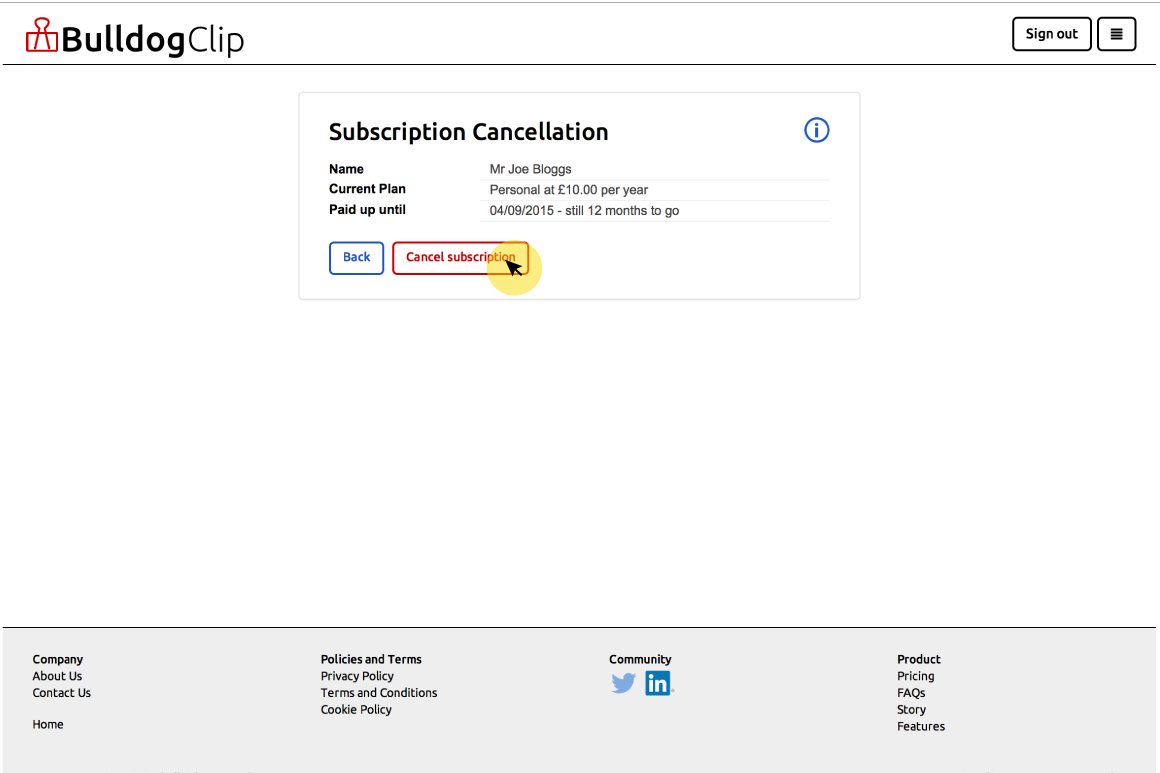 BulldogClip
Sign out
Subscription Cancellation
Name Mr Joe Bloggs
Current Plan Personal at £10.00 per year
Paid up until 04/09/2015 - still 12 months to go
Back Cancel subscription
Company Policies and Terms Community Product
About Us Privacy Policy Pricing
Contact Us Terms and Conditions in FAQs
Cookie Policy Story
Home Features